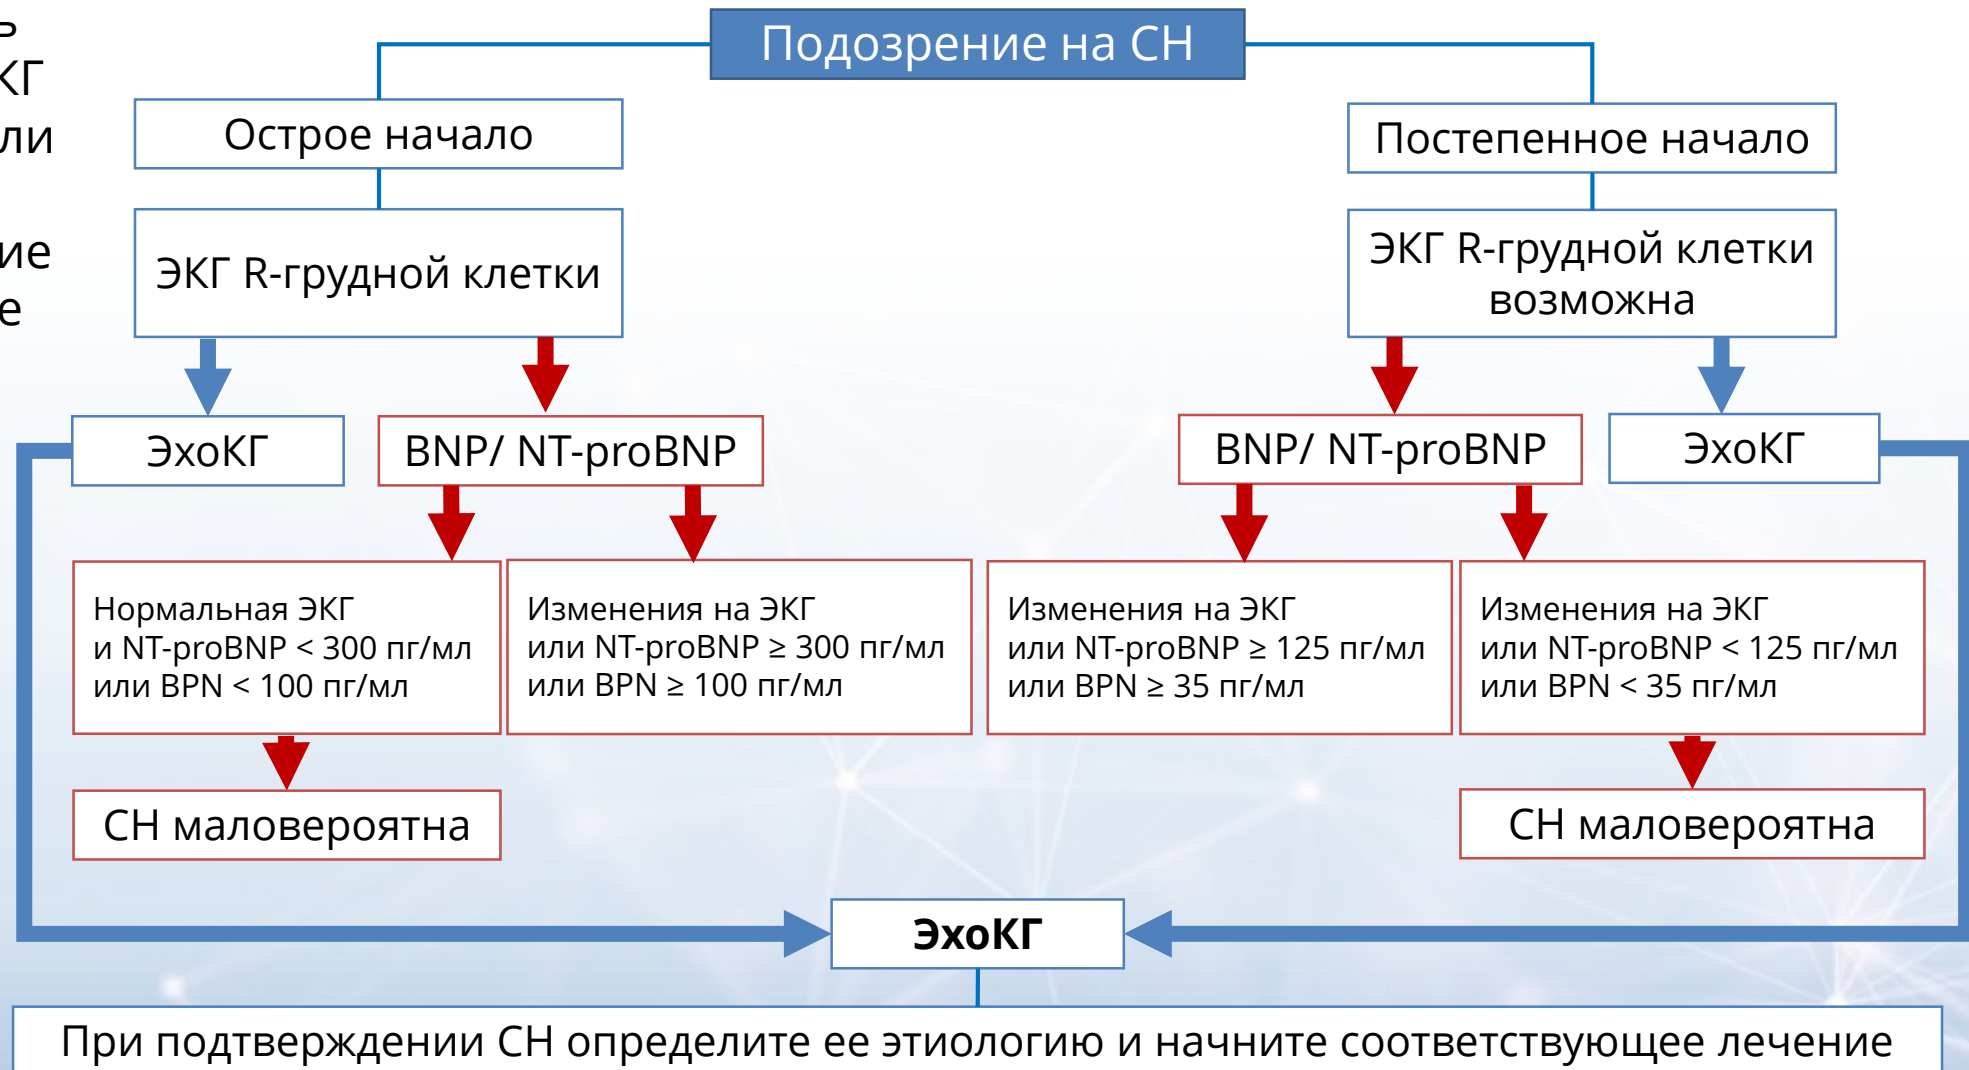 КГ
ли
ие
е
Подозрение на СН
Острое начало
Постепенное начало
ЭКГ R-грудной клетки
ЭКГ R-грудной клетки
возможна
ЭхоКГ
BNP/ NT-proBNP
BNP/ NT-proBNP
ЭхоКГ
Нормальная ЭКГ
и NT-proBNP < 300 пг/мл
или BPN < 100 пг/мл
Изменения на ЭКГ
или NT-proBNP ≥ 300 пг/мл
или BPN ≥ 100 пг/мл
Изменения на ЭКГ
или NT-proBNP ≥ 125 пг/мл
или BPN ≥ 35 пг/мл
Изменения на ЭКГ
или NT-proBNP < 125 пг/мл
или BPN < 35 пг/мл
СН маловероятна
СН маловероятна
ЭхоКГ
При подтверждении СН определите ее этиологию и начните соответствующее лечение